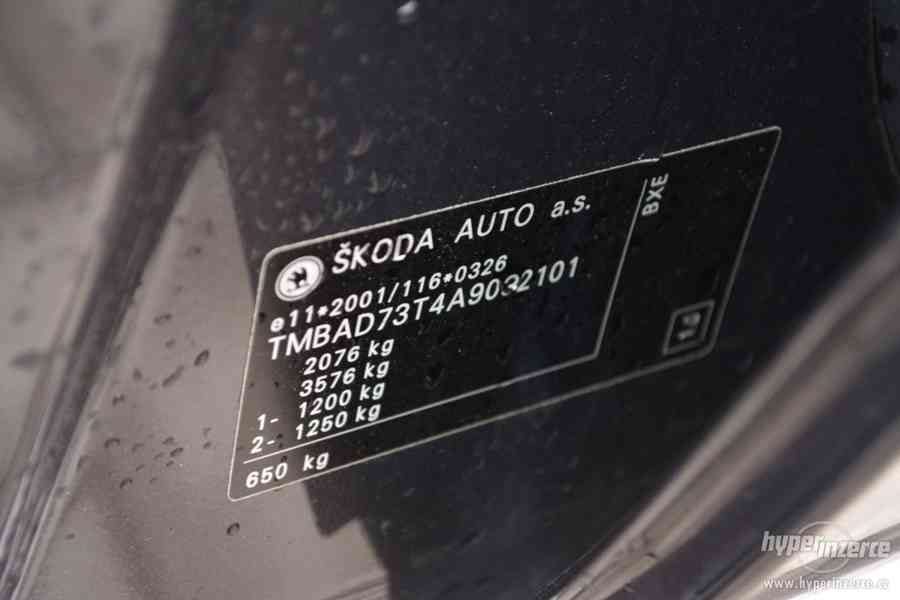 ŠKODA AUTO a.s.
BXE
e11*2001/116*0326
TMBAD73T4A9032101
2076 kg
3576 kg
1- 1200 kg
2- 1250 kg
650 kg
hyperinzerce
www.hyperinzerce.cz